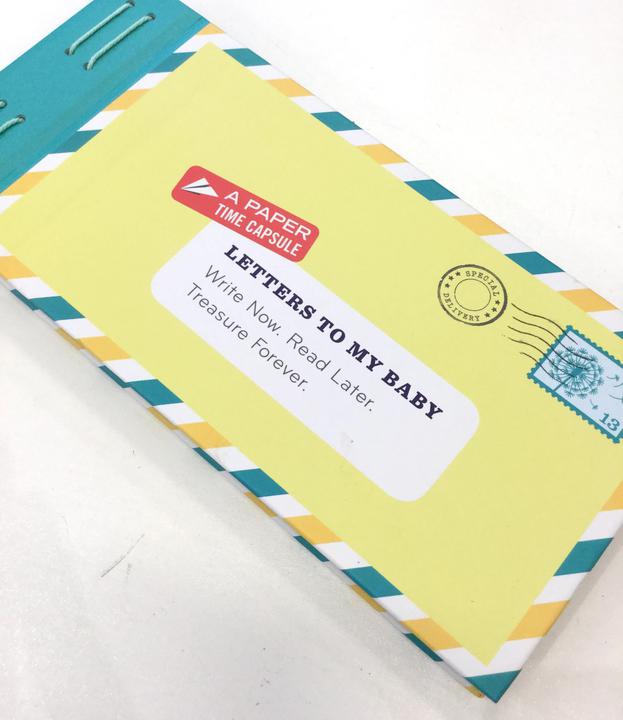 A PAPER
TIME CAPSULE
LETTERS TO MY BABY
Write Now. Read Later.
Treasure Forever.
SPECIAL
DELIVERY
13